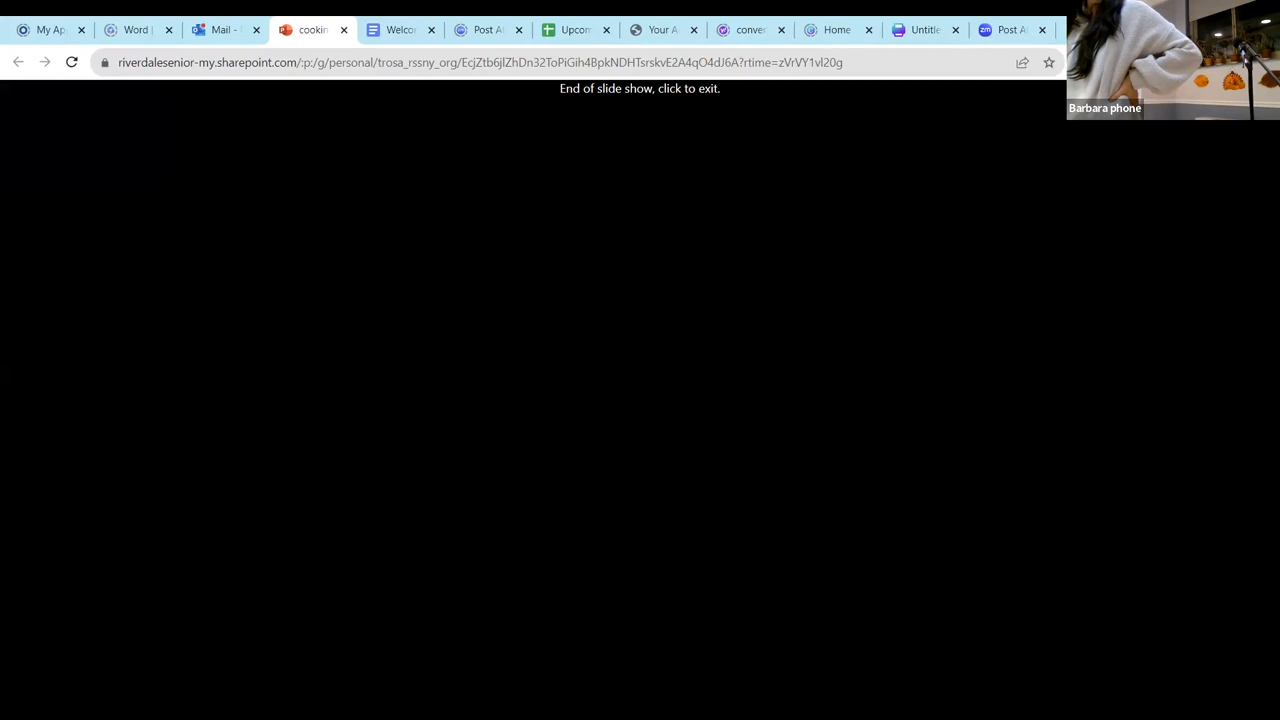 My Ap
Word
Mail -
cookin
Welco
Post A
Upcom
Your A
conver
Home
Untitle
Post A
riverdalesenior-my.sharepoint.com/:p:/g/personal/trosa_rssny_org/EcjZtb6jlZhDn32ToPiGih4BpkNDHTsrskvE2A4qO4dJ6A?rtime=zVrVY1vl20g
End of slide show, click to exit.
Barbara phone